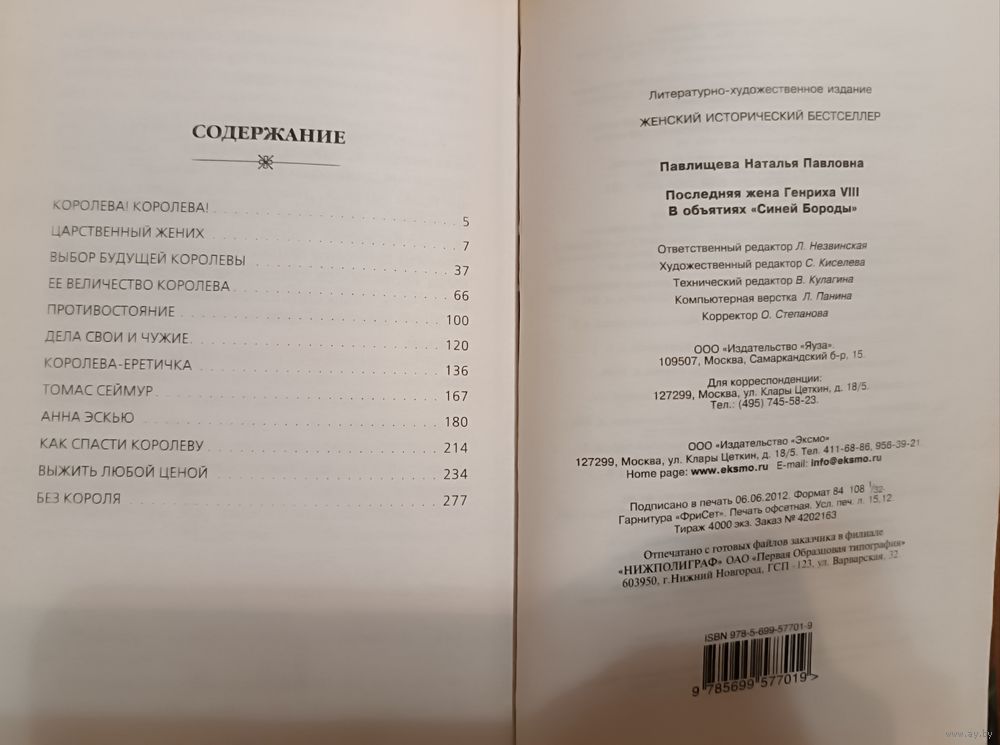 СОДЕРЖАНИЕ
КОРОЛЕВА! КОРОЛЕВА! 5
ЦАРСТВЕННЫЙ ЖЕНИХ 7
ВЫБОР БУДУЩЕЙ КОРОЛЕВЫ 37
ЕЕ ВЕЛИЧЕСТВО КОРОЛЕВА 66
ПРОТИВОСТОЯНИЕ 100
ДЕЛА СВОИ И ЧУЖИЕ 120
КОРОЛЕВА-ЕРЕТИЧКА 136
ТОМАС СЕЙМУР 167
АННА ЭСКЬЮ 180
КАК СПАСТИ КОРОЛЕВУ 214
ВЫЖИТЬ ЛЮБОЙ ЦЕНОЙ 234
БЕЗ КОРОЛЯ 277
Литературно-художественное издание
ЖЕНСКИЙ ИСТОРИЧЕСКИЙ БЕСТСЕЛЛЕР
Павлищева Наталья Павловна
Последняя жена Генриха VIII
В объятиях «Синей Бороды»
Ответственный редактор Л. Незвинская
Художественный редактор С. Киселева
Технический редактор В. Кулагина
Компьютерная верстка Л. Панина
Корректор О. Степанова
ООО «Издательство «Яуза».
109507, Москва, Самаркандский б-р, 15.
Для корреспонденции:
127299, Москва, ул. Клары Цеткин, д. 18/5.
Тел.: (495) 745-58-23.
ООО «Издательство «Эксмо»
127299, Москва, ул. Клары Цеткин, д. 18/5. Тел. 411-68-86, 956-39-21.
Home page: www.eksmo.ru E-mail: info@eksmo.ru
Подписано в печать 06.06.2012. Формат 84 108 1/32.
Гарнитура «ФриСет». Печать офсетная. Усл. печ. л. 15,12.
Тираж 4000 экз. Заказ № 4202163
Отпечатано с готовых файлов заказчика в филиале
«НИЖПОЛИГРАФ» ОАО «Первая Образцовая типография»
603950, г.Нижний Новгород, ГСП - 123, ул. Варварская, 32.
ISBN 978-5-699-57701-9
9 785699 577019 >
www.ay.by